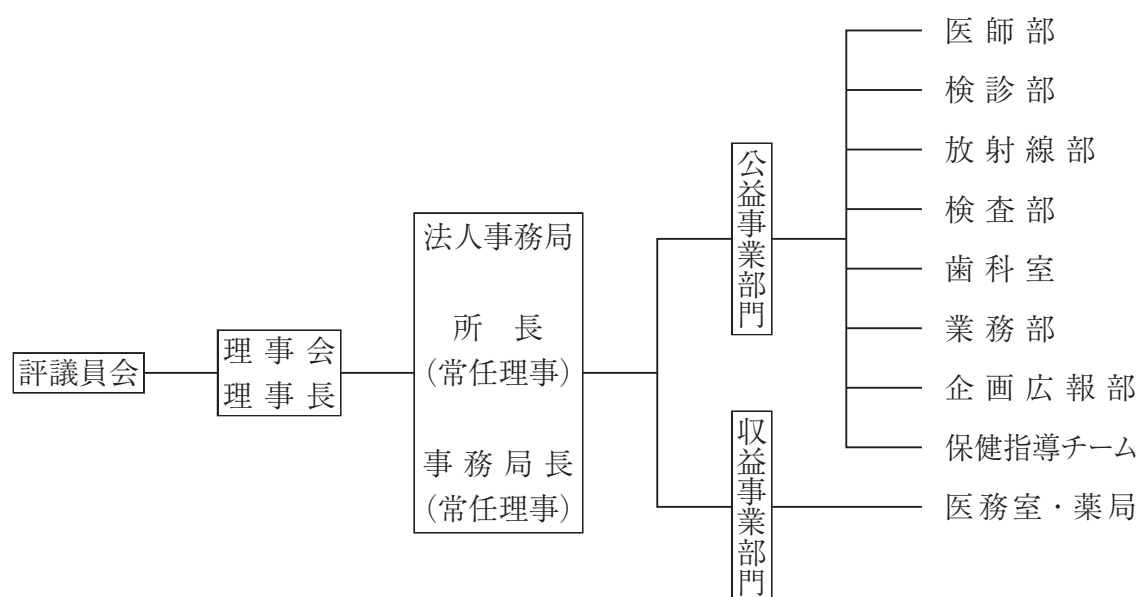 評議員会
理事会
理事長
法人事務局
所長
(常任理事)
事務局長
(常任理事)
公益事業部門
医師部
検診部
放射線部
検査部
歯科室
業務部
企画広報部
保健指導チーム
収益事業部門
医務室・薬局